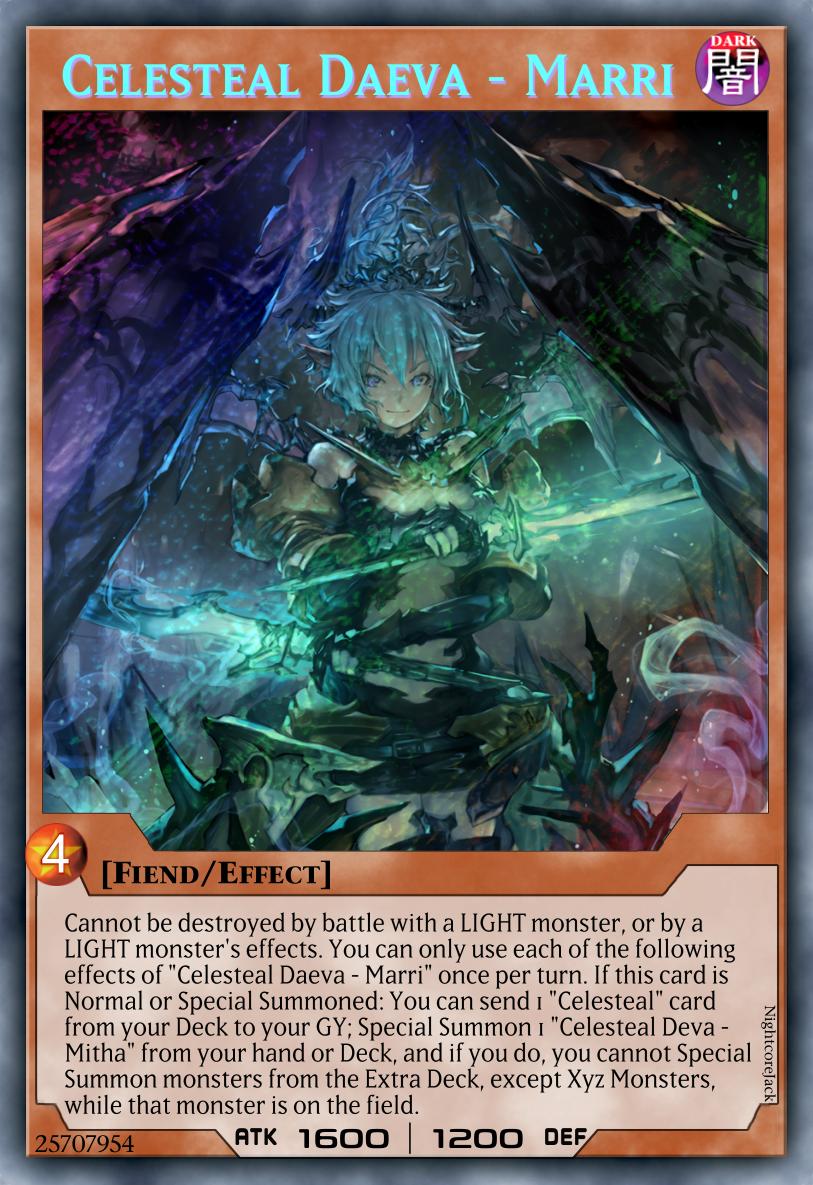 Celesteal Daeva - Marri
DARK
闇
4
[Fiend/Effect]
Cannot be destroyed by battle with a LIGHT monster, or by a
LIGHT monster's effects. You can only use each of the following
effects of "Celesteal Daeva - Marri" once per turn. If this card is
Normal or Special Summoned: You can send 1 "Celesteal" card
from your Deck to your GY; Special Summon 1 "Celesteal Deva -
Mitha" from your hand or Deck, and if you do, you cannot Special
Summon monsters from the Extra Deck, except Xyz Monsters,
while that monster is on the field.
NightcoreJack
25707954
ATK 1600 | 1200 DEF